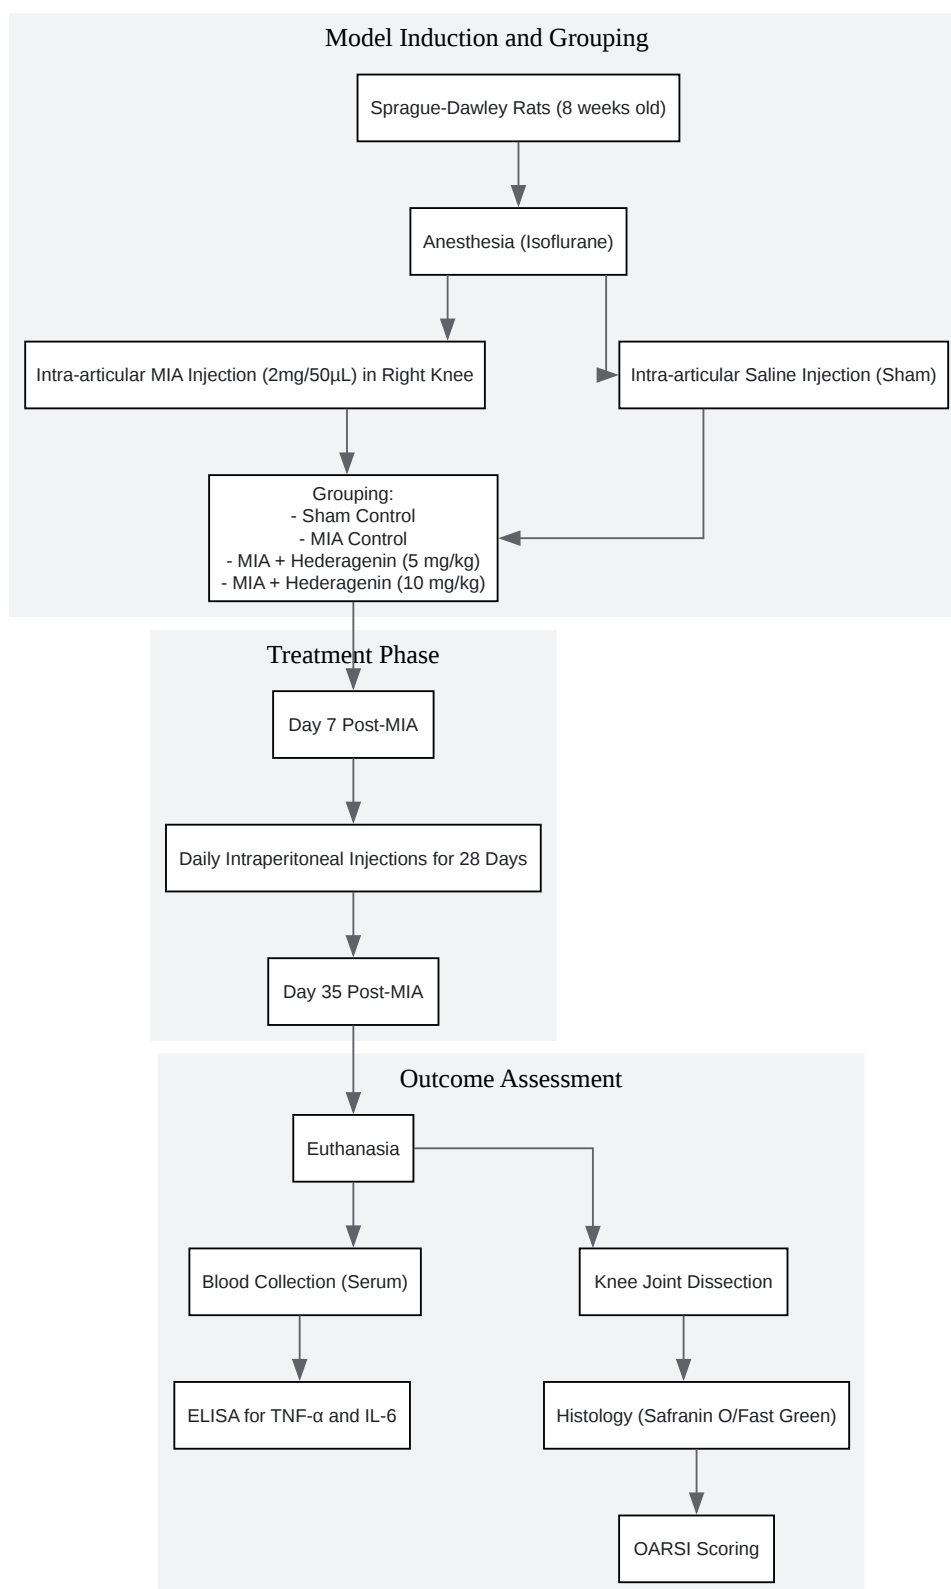 Model Induction and Grouping
Sprague-Dawley Rats (8 weeks old)
Anesthesia (Isoflurane)
Intra-articular MIA Injection (2mg/50µL) in Right Knee
Intra-articular Saline Injection (Sham)
Grouping:
- Sham Control
- MIA Control
- MIA + Hederagenin (5 mg/kg)
- MIA + Hederagenin (10 mg/kg)
Treatment Phase
Day 7 Post-MIA
Daily Intraperitoneal Injections for 28 Days
Day 35 Post-MIA
Outcome Assessment
Euthanasia
Blood Collection (Serum)
Knee Joint Dissection
ELISA for TNF-α and IL-6
Histology (Safranin O/Fast Green)
OARSI Scoring